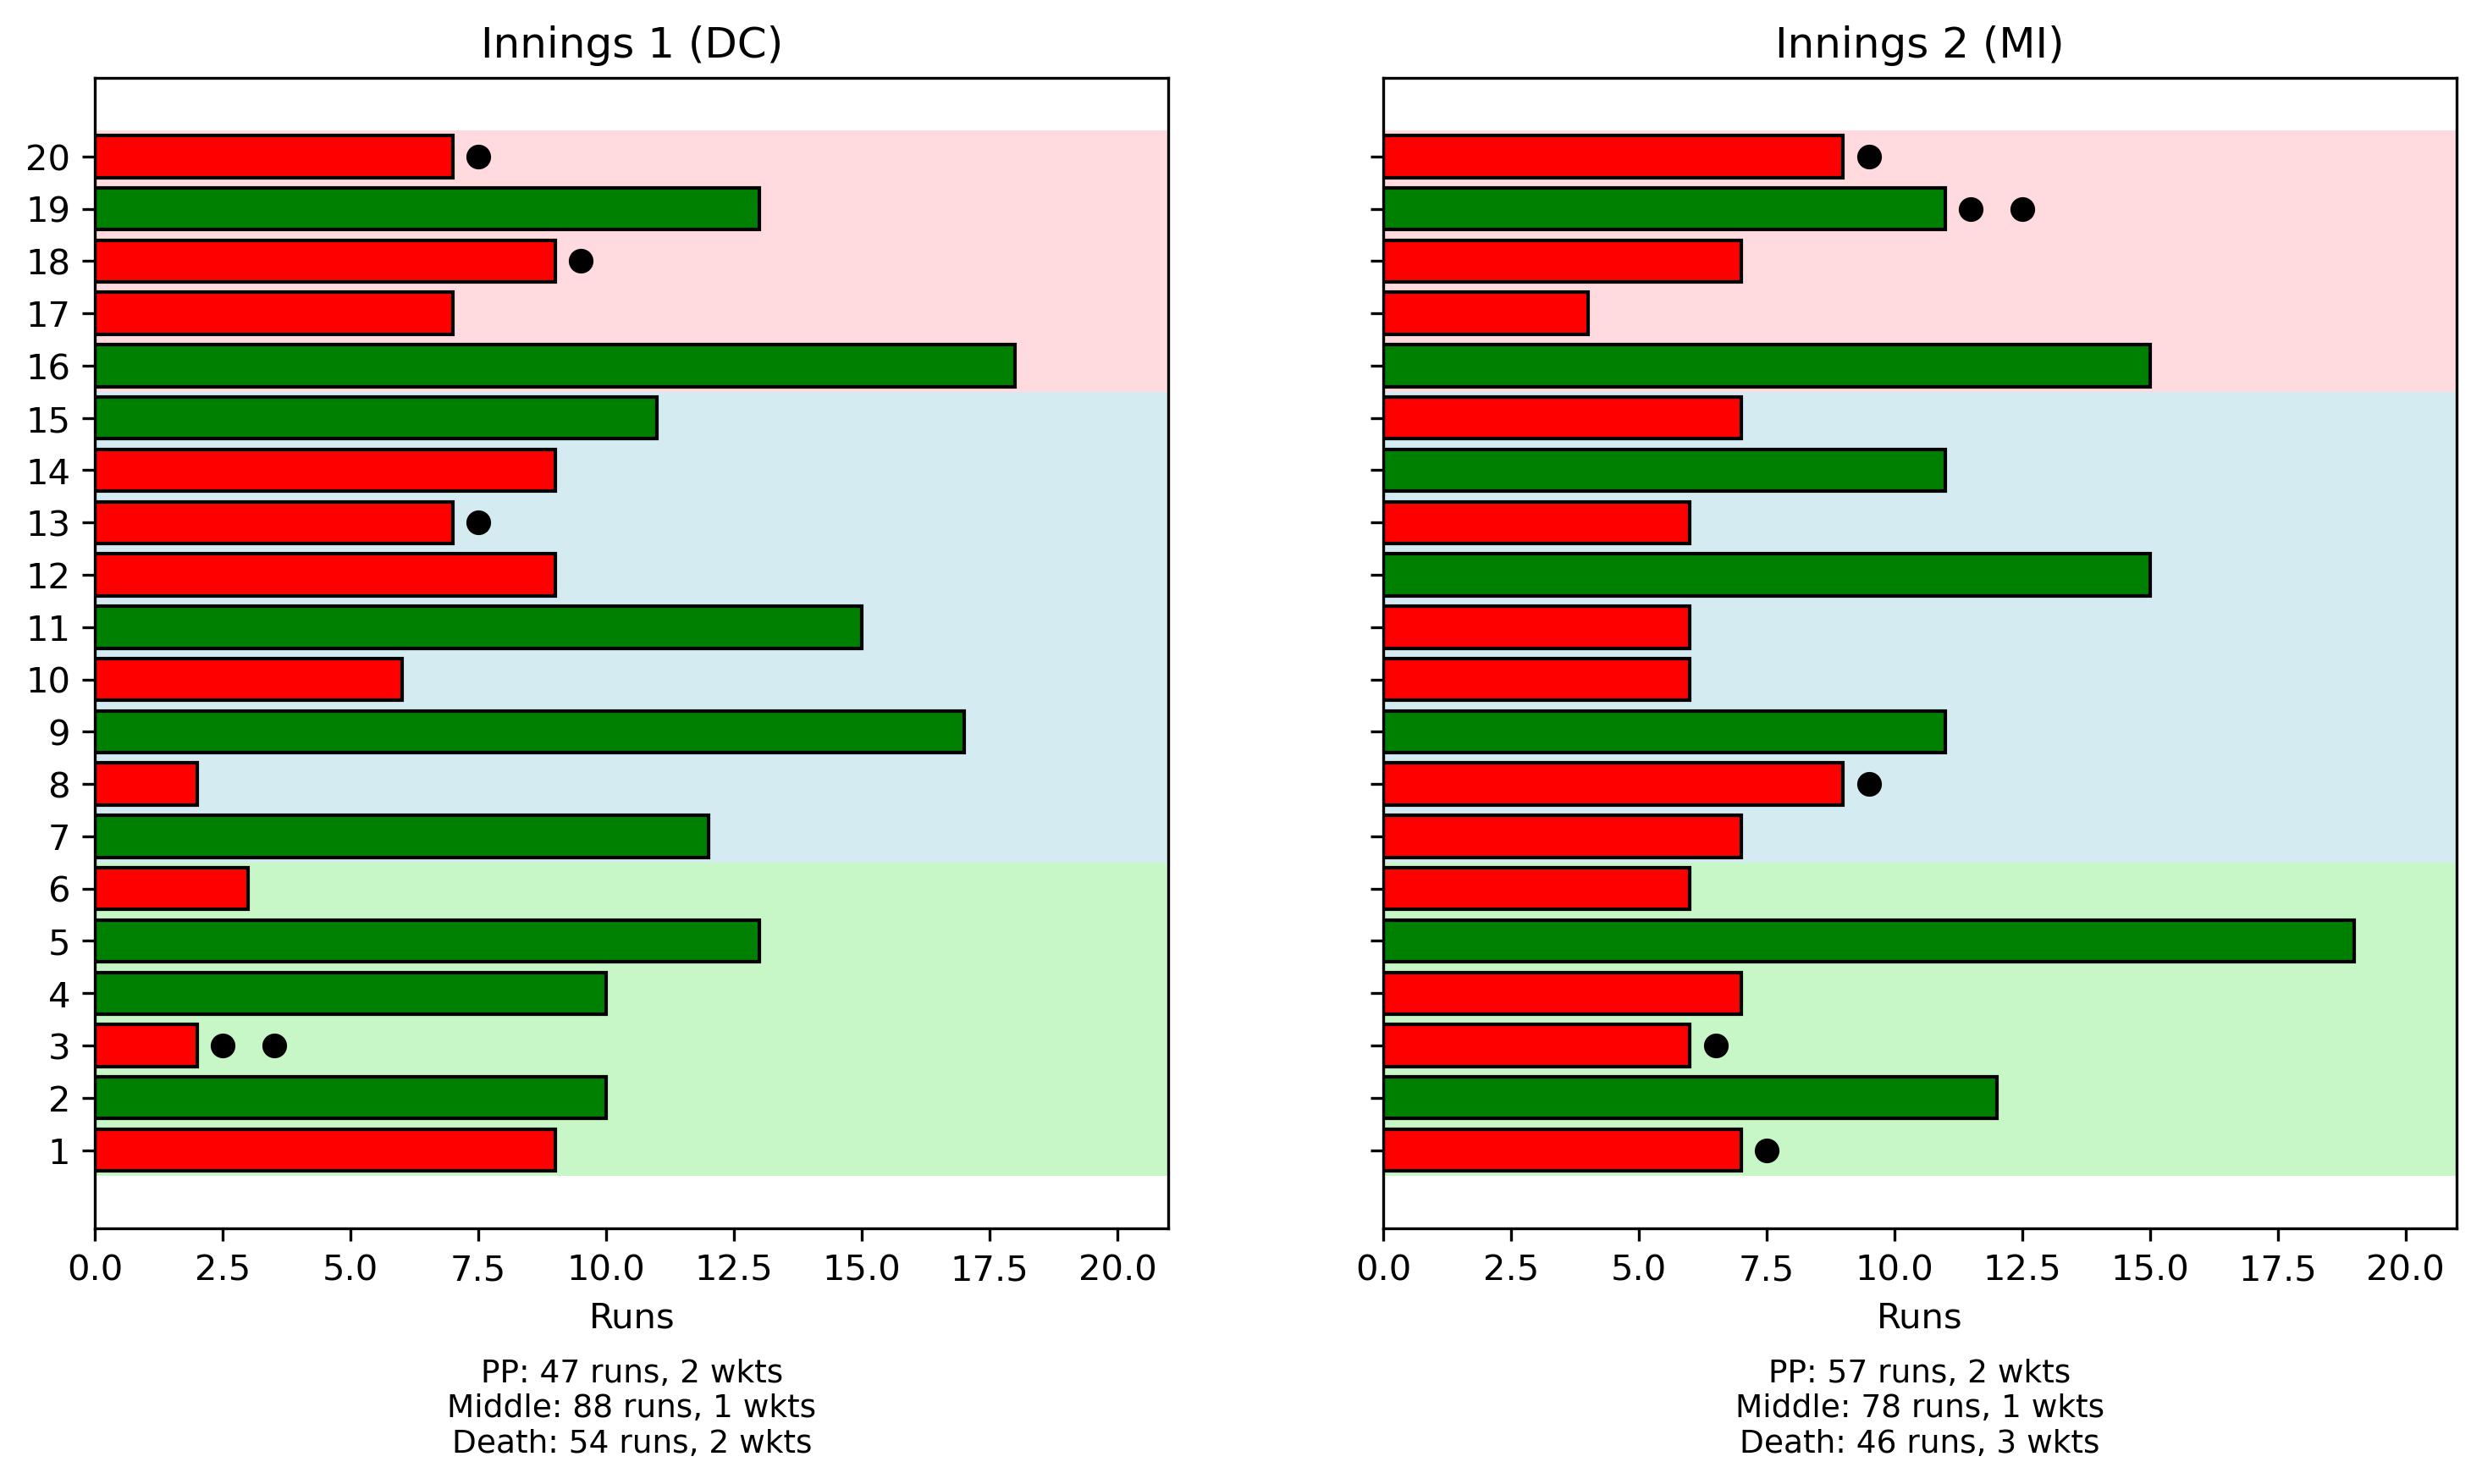 Innings 1 (DC)
20
19
18
17
16
15
14
13
12
11
10
9
8
7
6
5
4
3
2
1
0.0 2.5 5.0 7.5 10.0 12.5 15.0 17.5 20.0
Runs
PP: 47 runs, 2 wkts
Middle: 88 runs, 1 wkts
Death: 54 runs, 2 wkts
Innings 2 (MI)
0.0 2.5 5.0 7.5 10.0 12.5 15.0 17.5 20.0
Runs
PP: 57 runs, 2 wkts
Middle: 78 runs, 1 wkts
Death: 46 runs, 3 wkts